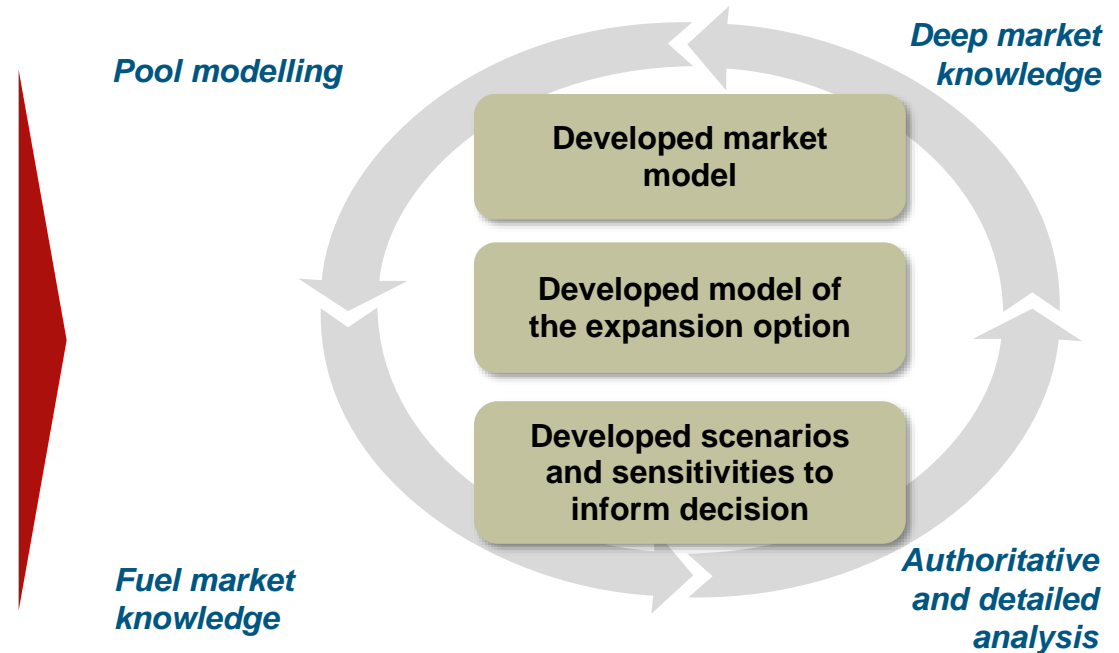 Pool modelling
Deep market
knowledge
Developed market
model
Developed model of
the expansion option
Developed scenarios
and sensitivities to
inform decision
Fuel market
knowledge
Authoritative
and detailed
analysis